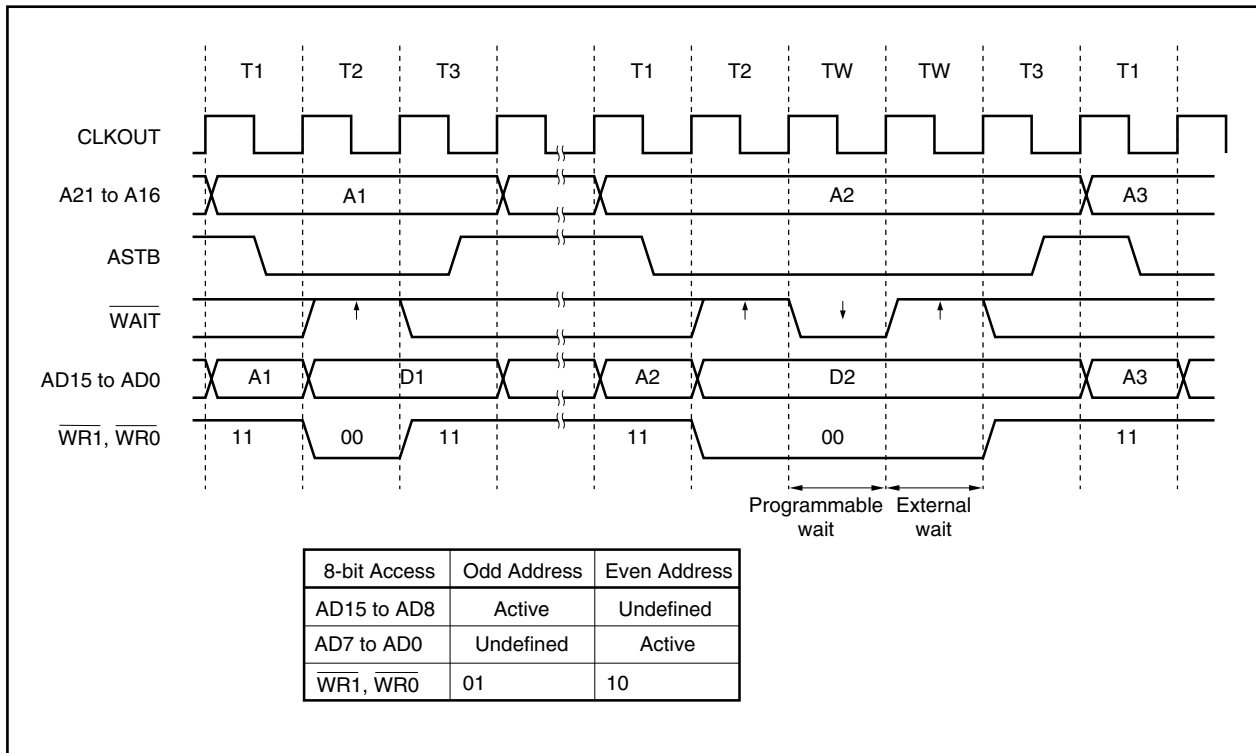 T1 T2 T3 T1 T2 TW TW T3 T1
CLKOUT
A21 to A16 A1 A2 A3
ASTB
WAIT
AD15 to AD0 A1 D1 A2 D2 A3
WR1, WR0 11 00 11 11 00 11
Programmable wait
External wait
8-bit Access Odd Address Even Address
AD15 to AD8 Active Undefined
AD7 to AD0 Undefined Active
WR1, WR0 01 10